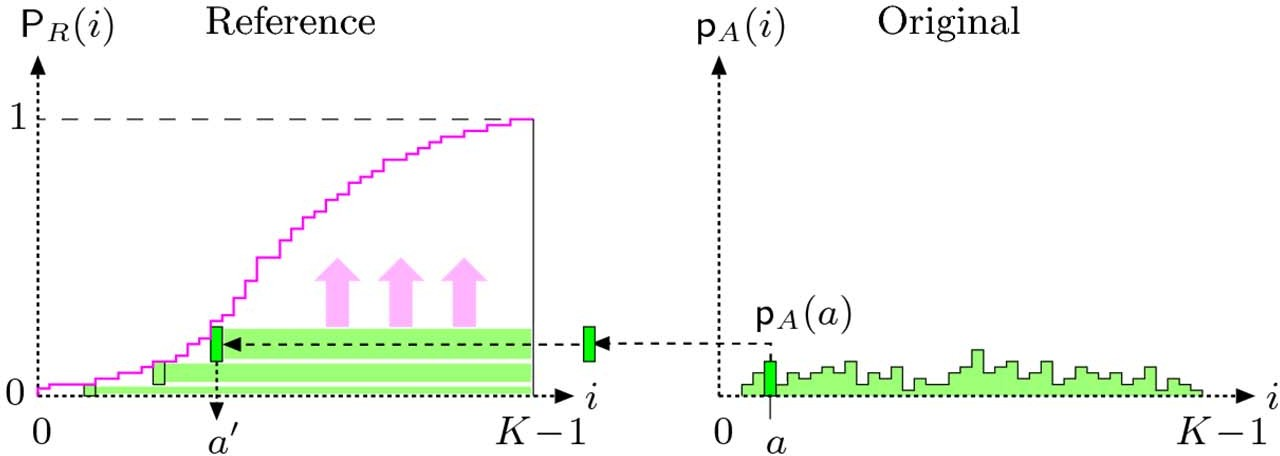 P_R(i) Reference p_A(i) Original
1
p_A(a)
0 i i
0 a′ K−1 0 a K−1